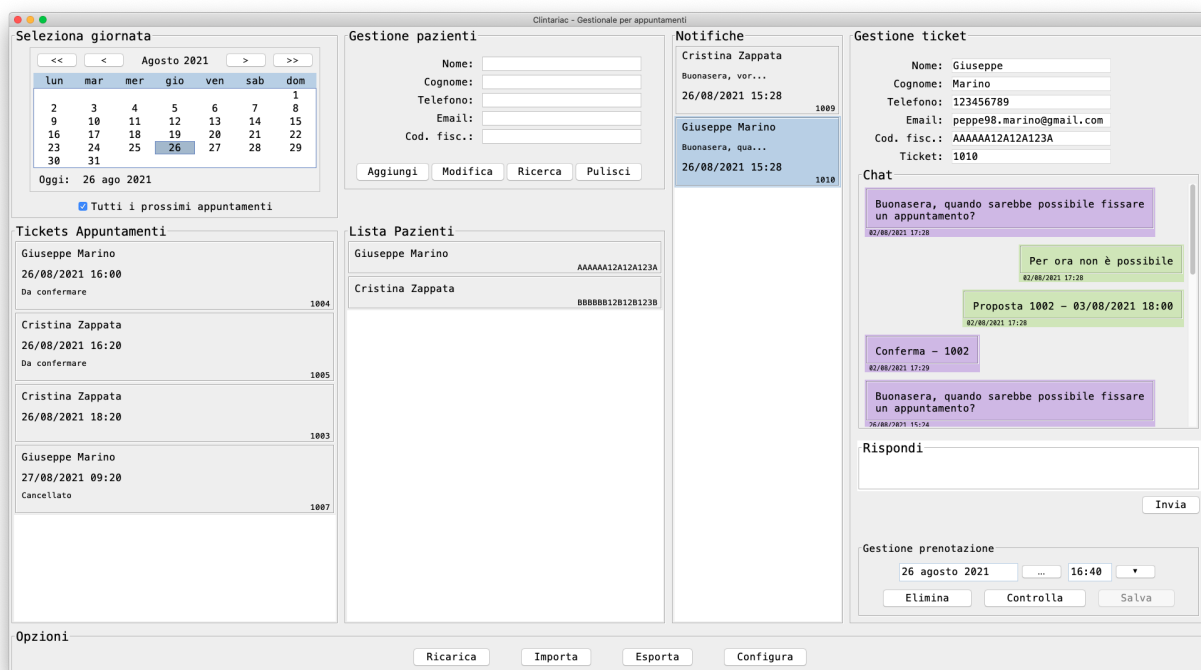 Clintariac - Gestionale per appuntamenti
Seleziona giornata
<< < Agosto 2021 > >>
lun mar mer gio ven sab dom
1
2 3 4 5 6 7 8
9 10 11 12 13 14 15
16 17 18 19 20 21 22
23 24 25 26 27 28 29
30 31
Oggi: 26 ago 2021
Tutti i prossimi appuntamenti
Tickets Appuntamenti
Giuseppe Marino
26/08/2021 16:00
Da confermare
1004
Cristina Zappata
26/08/2021 16:20
Da confermare
1005
Cristina Zappata
26/08/2021 18:20
1003
Giuseppe Marino
27/08/2021 09:20
Cancellato
1007
Gestione pazienti
Nome:
Cognome:
Telefono:
Email:
Cod. fisc.:
Aggiungi Modifica Ricerca Pulisci
Lista Pazienti
Giuseppe Marino
AAAAAA12A12A123A
Cristina Zappata
BBBBBB12B12B123B
Notifiche
Cristina Zappata
Buonasera, vor...
26/08/2021 15:28
1009
Giuseppe Marino
Buonasera, qua...
26/08/2021 15:28
1010
Gestione ticket
Nome: Giuseppe
Cognome: Marino
Telefono: 123456789
Email: peppe98.marino@gmail.com
Cod. fisc.: AAAAAA12A12A123A
Ticket: 1010
Chat
Buonasera, quando sarebbe possibile fissare
un appuntamento?
02/08/2021 17:28
Per ora non è possibile
02/08/2021 17:28
Proposta 1002 - 03/08/2021 18:00
02/08/2021 17:28
Conferma - 1002
02/08/2021 17:29
Buonasera, quando sarebbe possibile fissare
un appuntamento?
26/08/2021 15:24
Rispondi
Invia
Gestione prenotazione
26 agosto 2021 ... 16:40
Elimina Controlla Salva
Opzioni
Ricarica Importa Esporta Configura